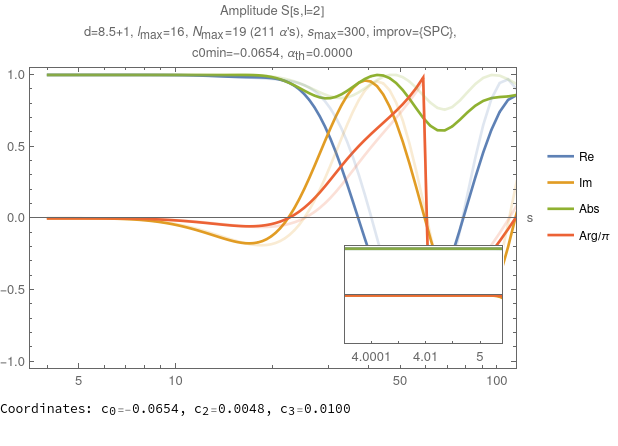 Amplitude S[s,l=2]
d=8.5+1, lmax=16, Nmax=19 (211 α's), smax=300, improv={SPC},
c0min=-0.0654, αth=0.0000
1.0
0.5
0.0
-0.5
-1.0
s
Re
Im
Abs
Arg/π
4.0001 4.01 5
5 10 50 100
Coordinates: c0=-0.0654, c2=0.0048, c3=0.0100